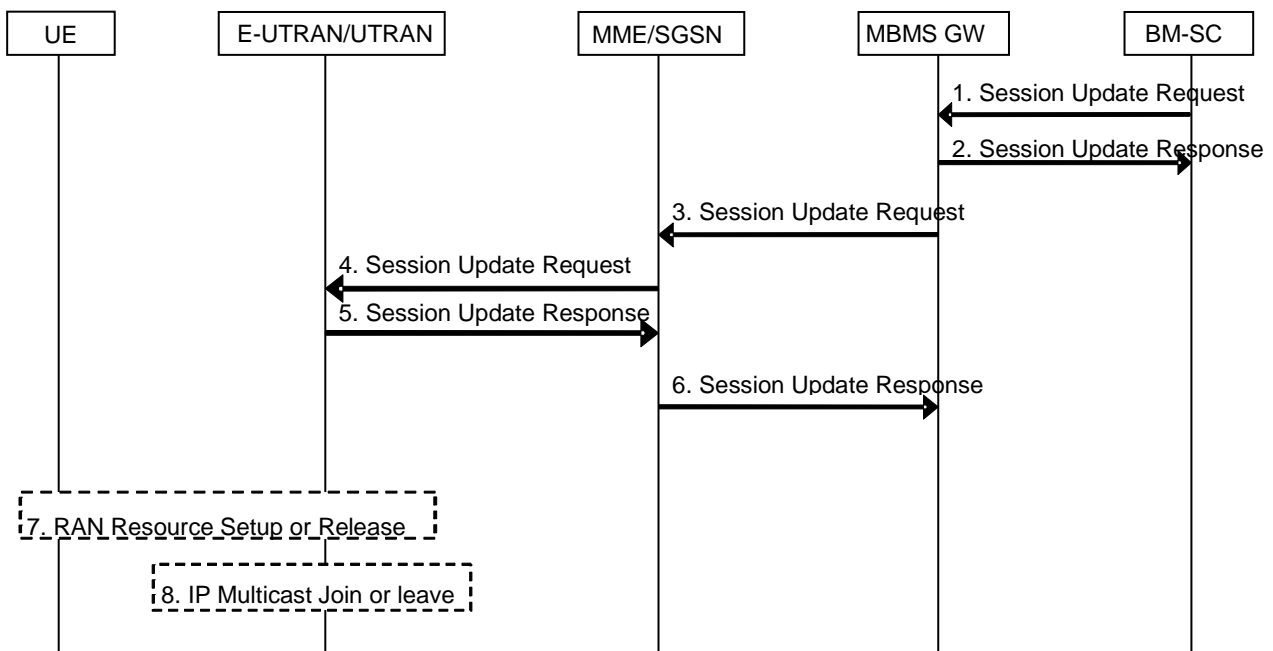 UE
E-UTRAN/UTRAN
MME/SGSN
MBMS GW
BM-SC
1. Session Update Request
2. Session Update Response
3. Session Update Request
4. Session Update Request
5. Session Update Response
6. Session Update Response
7. RAN Resource Setup or Release
8. IP Multicast Join or leave